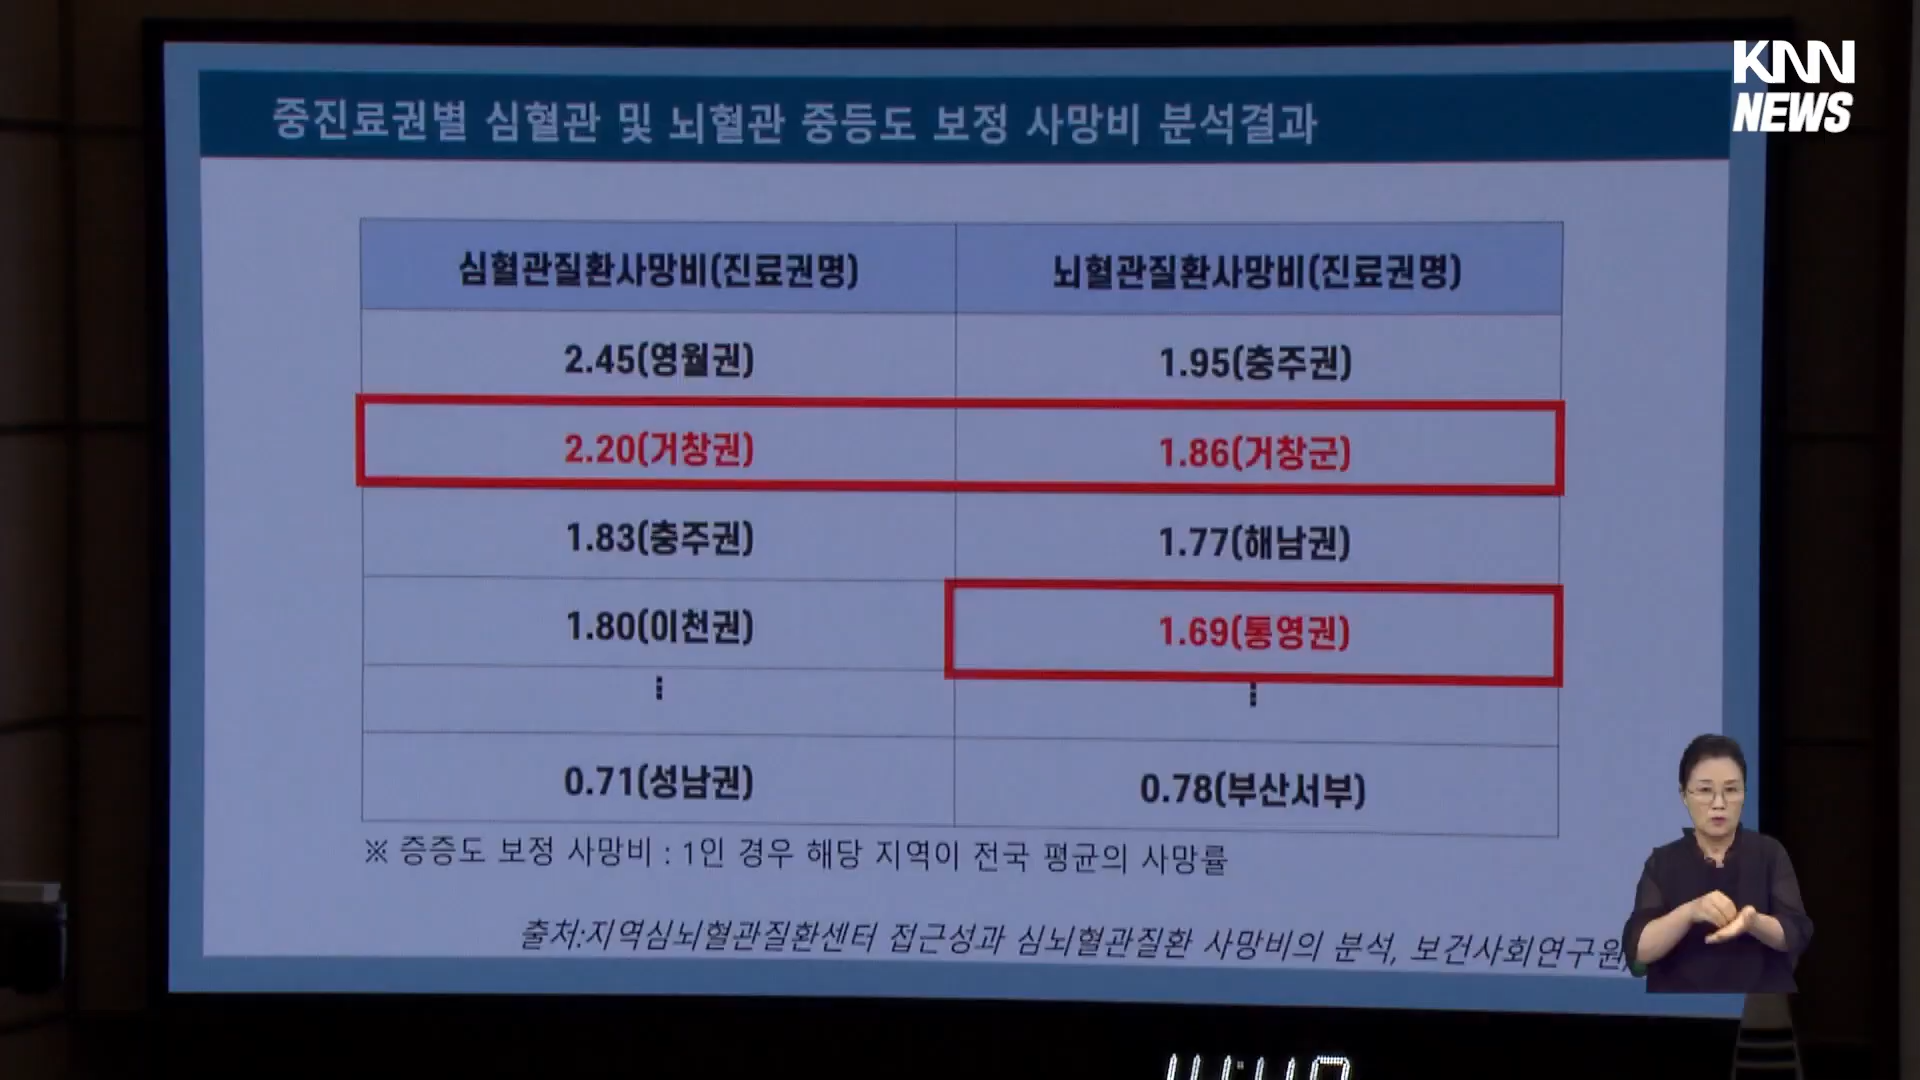 KNN
NEWS
중진료권별 심혈관 및 뇌혈관 중등도 보정 사망비 분석결과
심혈관질환사망비(진료권명) 뇌혈관질환사망비(진료권명)
2.45(영월권) 1.95(충주권)
2.20(거창권) 1.86(거창군)
1.83(충주권) 1.77(해남권)
1.80(이천권) 1.69(통영권)
⋮ ⋮
0.71(성남권) 0.78(부산서부)
※ 증증도 보정 사망비 : 1인 경우 해당 지역이 전국 평균의 사망률
출처:지역심뇌혈관질환센터 접근성과 심뇌혈관질환 사망비의 분석, 보건사회연구원,